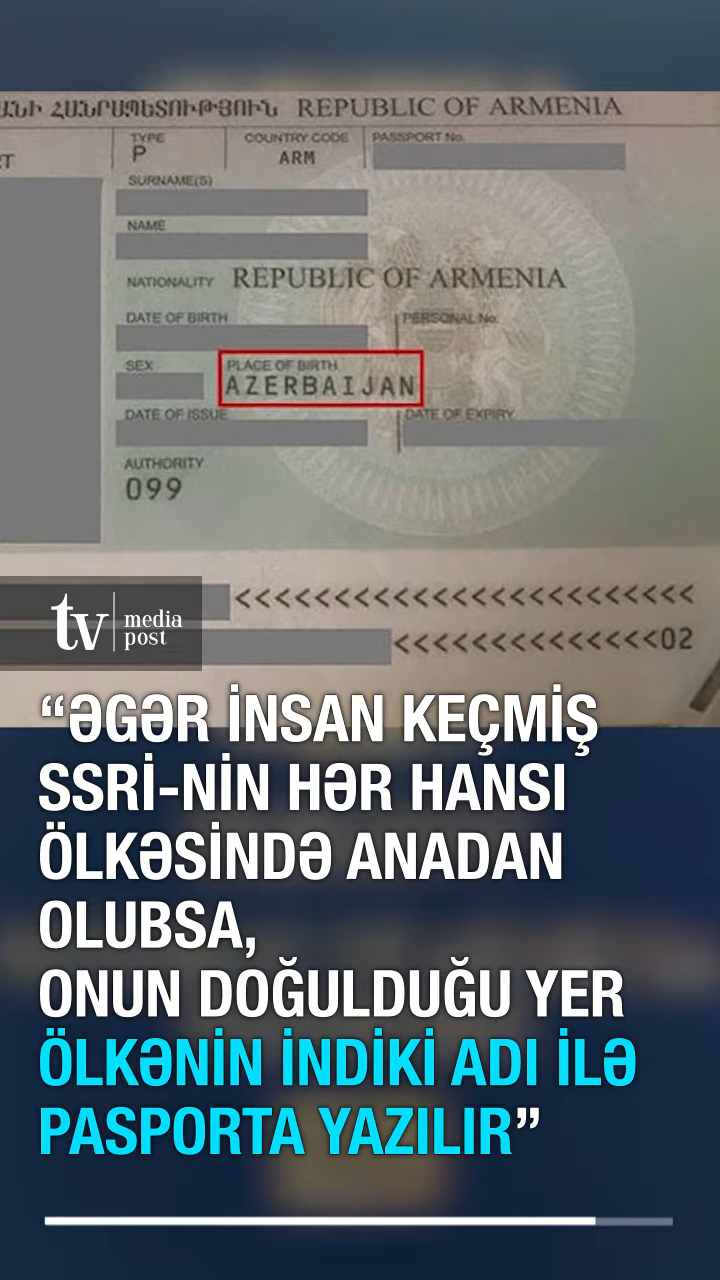 ՆԻ ՀԱՆՐԱՊԵՏՈՒԹՅՈՒՆ REPUBLIC OF ARMENIA
TYPE COUNTRY CODE PASSPORT No.
P ARM
SURNAME(S)
NAME
NATIONALITY REPUBLIC OF ARMENIA
DATE OF BIRTH PERSONAL No.
SEX PLACE OF BIRTH
AZERBAIJAN
DATE OF ISSUE DATE OF EXPIRY
AUTHORITY
099
<<<<<<<<<<<<<<<<<<<<<<<<<<<<
<<<<<<<<<<<<<<<<02
tv media
post
“ƏGƏR İNSAN KEÇMİŞ
SSRİ-NİN HƏR HANSI
ÖLKƏSİNDƏ ANADAN
OLUBSA,
ONUN DOĞULDUĞU YER
ÖLKƏNİN İNDİKİ ADI İLƏ
PASPORTA YAZILIR”